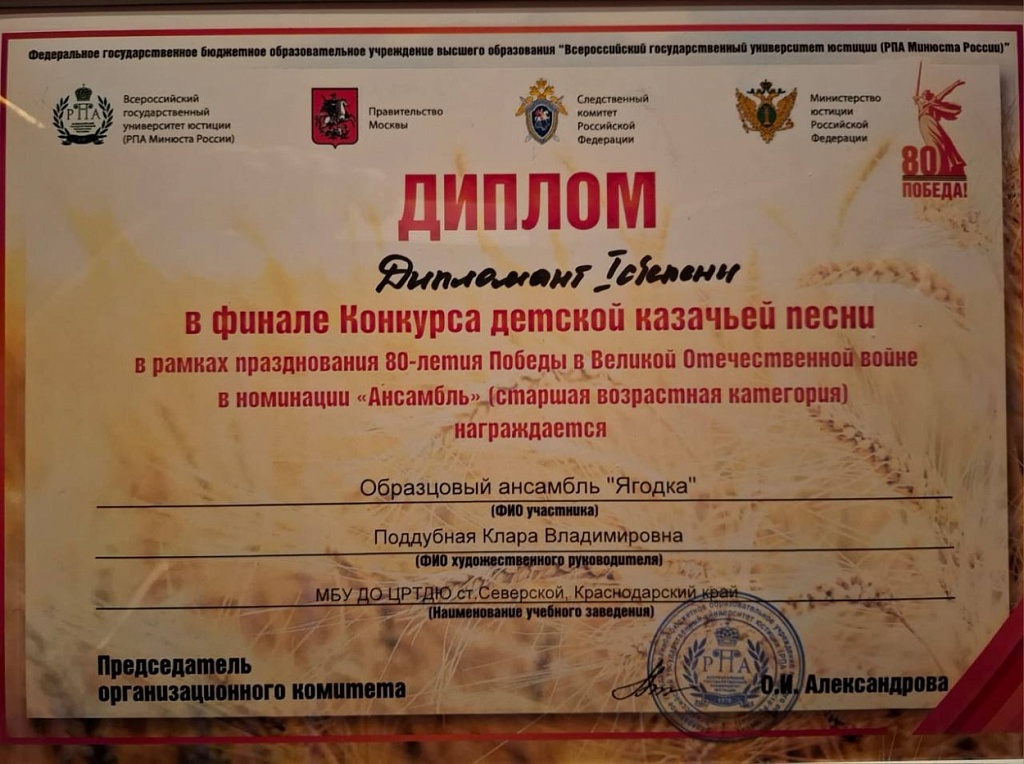 Федеральное государственное бюджетное образовательное учреждение высшего образования "Всероссийский государственный университет юстиции (РПА Минюста России)"
Всероссийский
государственный
университет юстиции
(РПА Минюста России)
Правительство
Москвы
Следственный
комитет
Российской
Федерации
Министерство
юстиции
Российской
Федерации
80
ПОБЕДА!
ДИПЛОМ
Дипломант I степени
в финале Конкурса детской казачьей песни
в рамках празднования 80-летия Победы в Великой Отечественной войне
в номинации «Ансамбль» (старшая возрастная категория)
награждается
Образцовый ансамбль "Ягодка"
(ФИО участника)
Поддубная Клара Владимировна
(ФИО художественного руководителя)
МБУ ДО ЦРТДЮ ст.Северской, Краснодарский край
(Наименование учебного заведения)
Председатель
организационного комитета
РПА
О.И. Александрова